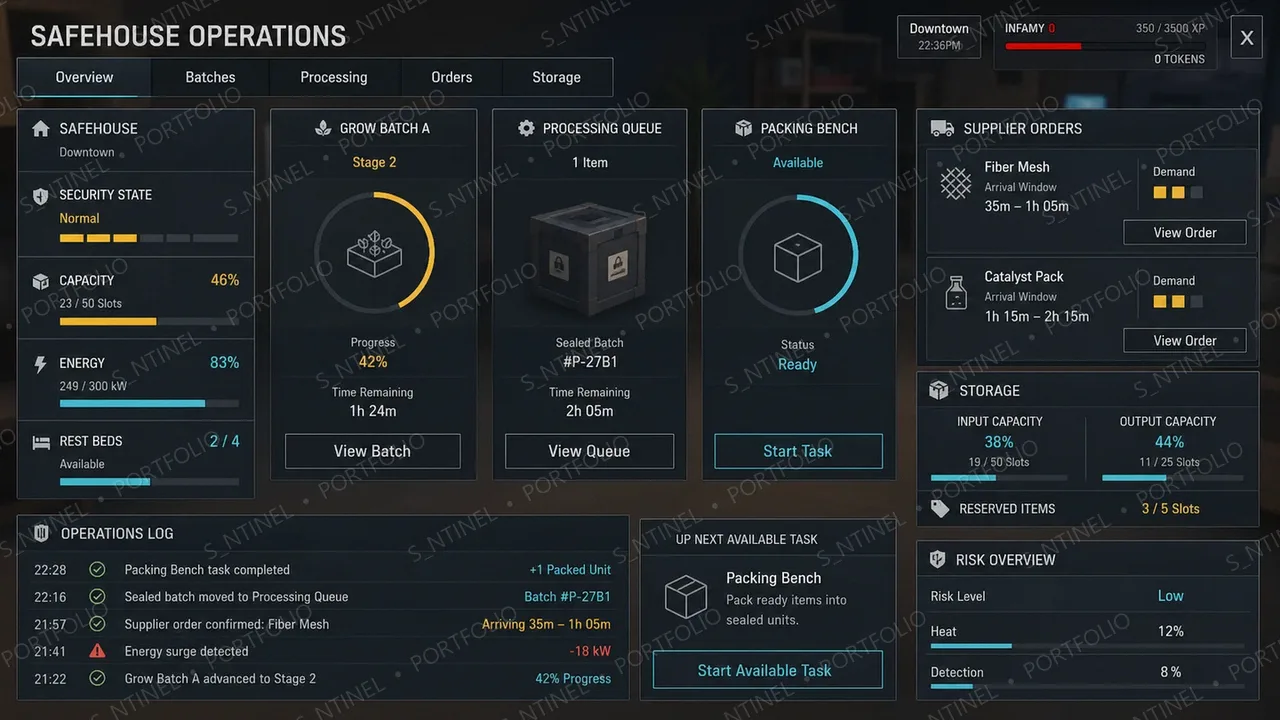 SAFEHOUSE OPERATIONS
Downtown
22:36PM
INFAMY 0
350 / 3500 XP
0 TOKENS
X
Overview
Batches
Processing
Orders
Storage
SAFEHOUSE
Downtown
SECURITY STATE
Normal
CAPACITY
46%
23 / 50 Slots
ENERGY
83%
249 / 300 kW
REST BEDS
2 / 4
Available
GROW BATCH A
Stage 2
Progress
42%
Time Remaining
1h 24m
View Batch
PROCESSING QUEUE
1 Item
Sealed Batch
#P-27B1
Time Remaining
2h 05m
View Queue
PACKING BENCH
Available
Status
Ready
Start Task
SUPPLIER ORDERS
Fiber Mesh
Arrival Window
35m – 1h 05m
Demand
View Order
Catalyst Pack
Arrival Window
1h 15m – 2h 15m
Demand
View Order
STORAGE
INPUT CAPACITY
38%
19 / 50 Slots
OUTPUT CAPACITY
44%
11 / 25 Slots
RESERVED ITEMS
3 / 5 Slots
OPERATIONS LOG
22:28 Packing Bench task completed +1 Packed Unit
22:16 Sealed batch moved to Processing Queue Batch #P-27B1
21:57 Supplier order confirmed: Fiber Mesh Arriving 35m – 1h 05m
21:41 Energy surge detected -18 kW
21:22 Grow Batch A advanced to Stage 2 42% Progress
UP NEXT AVAILABLE TASK
Packing Bench
Pack ready items into
sealed units.
Start Available Task
RISK OVERVIEW
Risk Level
Low
Heat
12%
Detection
8%
S_NTINEL • PORTFOLIO